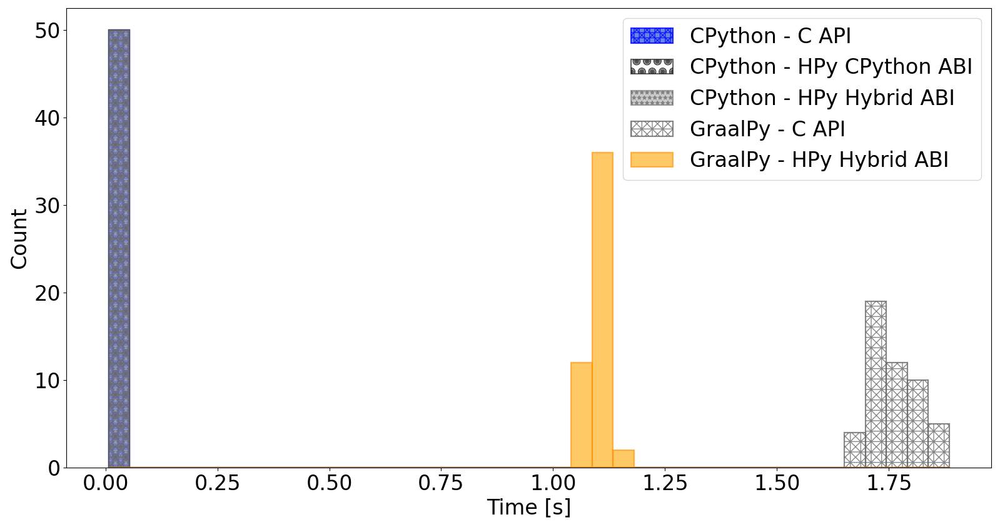 50
40
30
20
10
0
Count
0.00 0.25 0.50 0.75 1.00 1.25 1.50 1.75
Time [s]
CPython - C API
CPython - HPy CPython ABI
CPython - HPy Hybrid ABI
GraalPy - C API
GraalPy - HPy Hybrid ABI